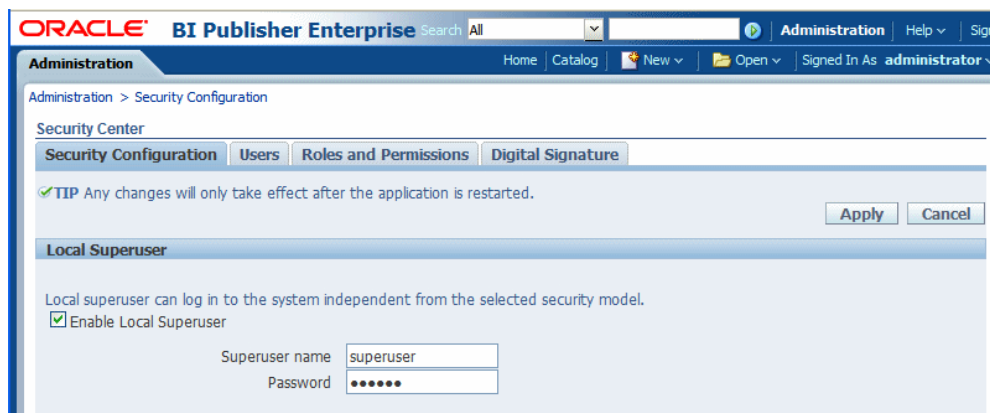 ORACLE BI Publisher Enterprise Search All Administration Help
Administration Home Catalog New Open Signed In As administrator
Administration > Security Configuration
Security Center
Security Configuration Users Roles and Permissions Digital Signature
TIP Any changes will only take effect after the application is restarted.
Apply Cancel
Local Superuser
Local superuser can log in to the system independent from the selected security model.
Enable Local Superuser
Superuser name superuser
Password ••••••